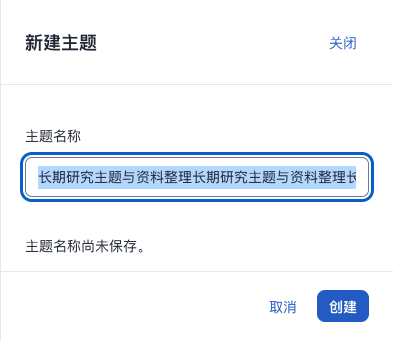 新建主题
关闭
主题名称
长期研究主题与资料整理长期研究主题与资料整理
主题名称尚未保存。
取消
创建